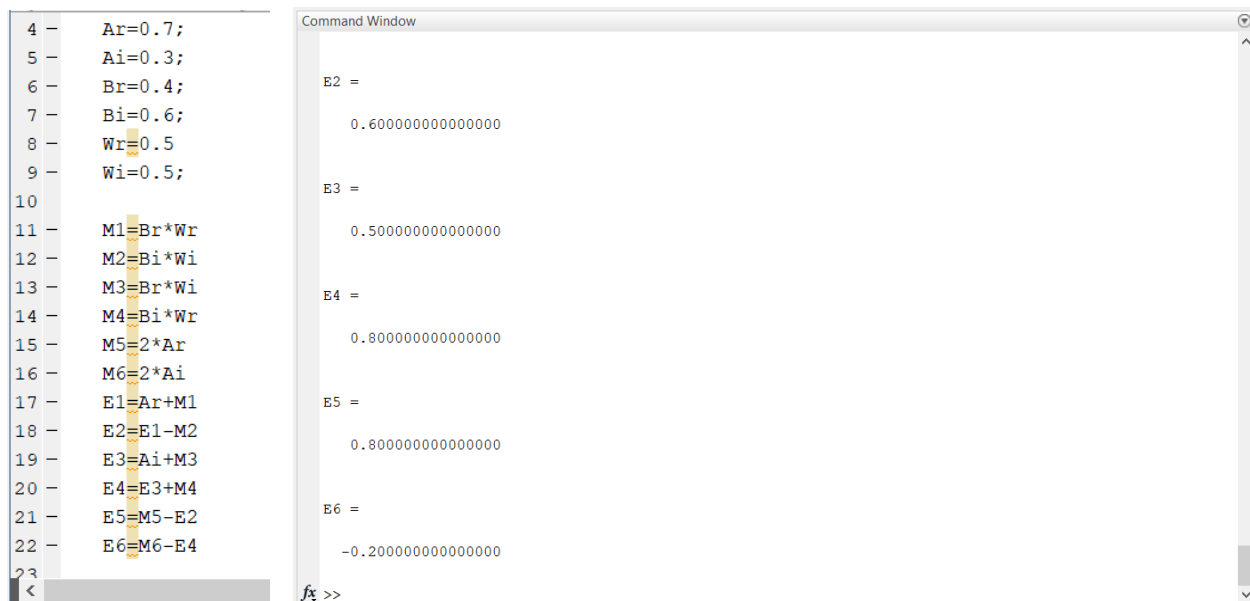 4 - Ar=0.7;
5 - Ai=0.3;
6 - Br=0.4;
7 - Bi=0.6;
8 - Wr=0.5
9 - Wi=0.5;
10
11 - M1=Br*Wr
12 - M2=Bi*Wi
13 - M3=Br*Wi
14 - M4=Bi*Wr
15 - M5=2*Ar
16 - M6=2*Ai
17 - E1=Ar+M1
18 - E2=E1-M2
19 - E3=Ai+M3
20 - E4=E3+M4
21 - E5=M5-E2
22 - E6=M6-E4
23
<
Command Window
E2 =
0.600000000000000
E3 =
0.500000000000000
E4 =
0.800000000000000
E5 =
0.800000000000000
E6 =
-0.200000000000000
fx >>